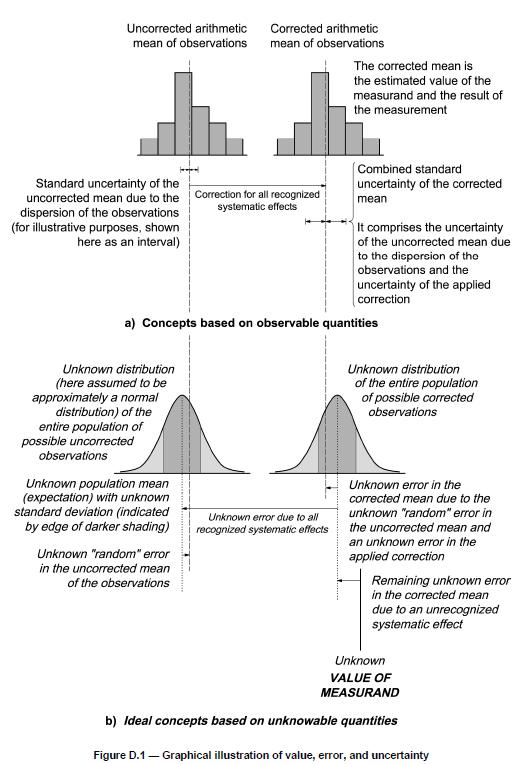 Uncorrected arithmetic
mean of observations
Corrected arithmetic
mean of observations
The corrected mean is
the estimated value of the
measurand and the result of
the measurement
Standard uncertainty of the
uncorrected mean due to the
dispersion of the observations
(for illustrative purposes, shown
here as an interval)
Correction for all recognized
systematic effects
Combined standard
uncertainty of the corrected
mean
It comprises the uncertainty
of the uncorrected mean due
to the dispersion of the
observations and the
uncertainty of the applied
correction
a) Concepts based on observable quantities
Unknown distribution
(here assumed to be
approximately a normal
distribution) of the
entire population of
possible uncorrected
observations
Unknown distribution
of the entire population
of possible corrected
observations
Unknown population mean
(expectation) with unknown
standard deviation (indicated
by edge of darker shading)
Unknown error due to all
recognized systematic effects
Unknown error in the
corrected mean due to the
unknown "random" error in
the uncorrected mean and
an unknown error in the
applied correction
Unknown "random" error
in the uncorrected mean
of the observations
Remaining unknown error
in the corrected mean
due to an unrecognized
systematic effect
Unknown
VALUE OF
MEASURAND
b) Ideal concepts based on unknowable quantities
Figure D.1 — Graphical illustration of value, error, and uncertainty